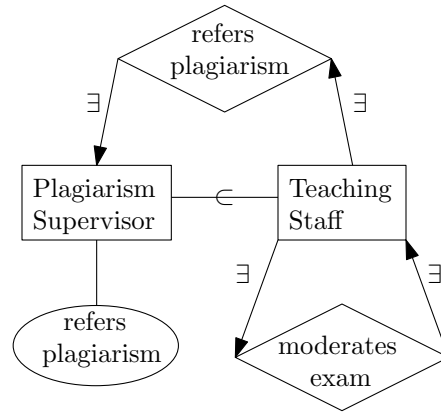 refers
plagiarism
∃
∃
Plagiarism
Supervisor
⊂
Teaching
Staff
∃
∃
refers
plagiarism
moderates
exam